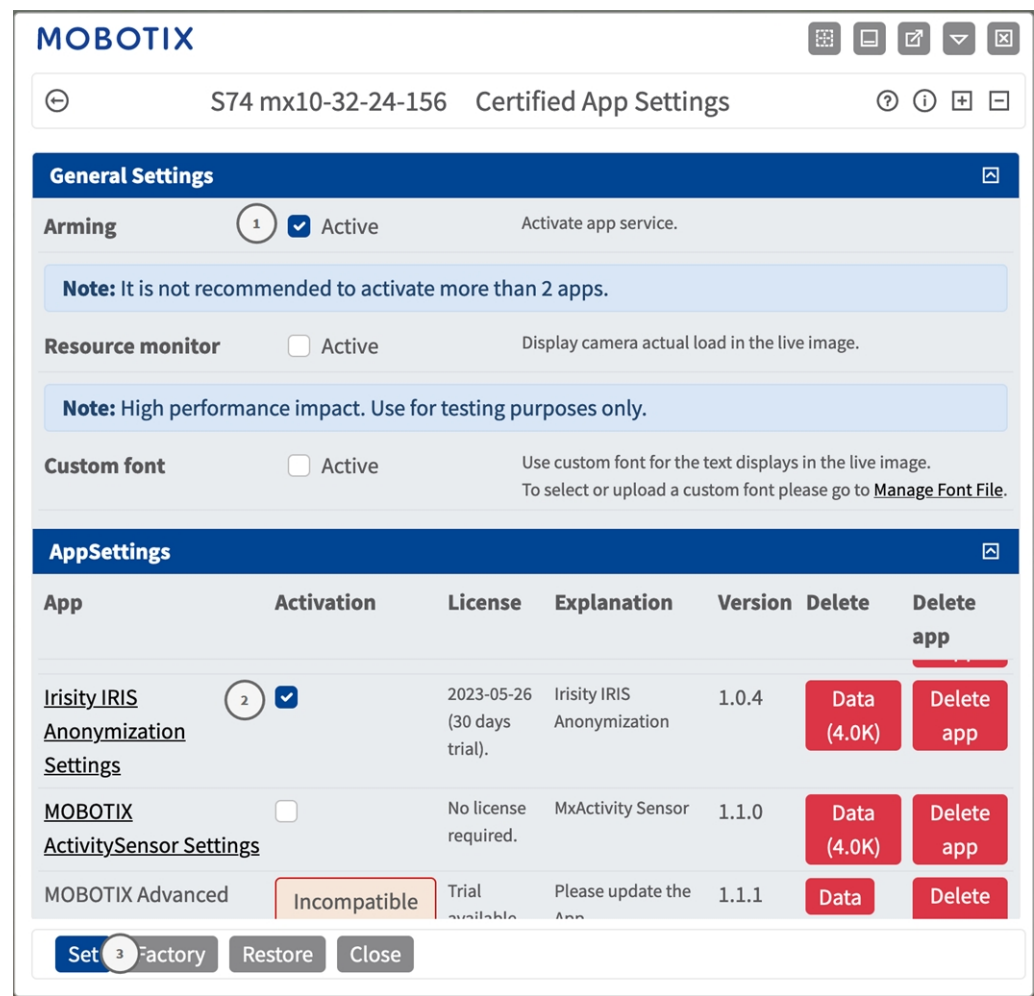 MOBOTIX
S74 mx10-32-24-156 Certified App Settings
General Settings
Arming 1 Active Activate app service.
Note: It is not recommended to activate more than 2 apps.
Resource monitor Active Display camera actual load in the live image.
Note: High performance impact. Use for testing purposes only.
Custom font Active Use custom font for the text displays in the live image.
To select or upload a custom font please go to Manage Font File.
AppSettings
App Activation License Explanation Version Delete Delete
app
Irisity IRIS 2 2023-05-26 Irisity IRIS 1.0.4 Data Delete
Anonymization (30 days Anonymization (4.0K) app
Settings trial).
MOBOTIX No license MxActivity Sensor 1.1.0 Data Delete
ActivitySensor Settings required. (4.0K) app
MOBOTIX Advanced Incompatible Trial Please update the 1.1.1 Data Delete
available App
Set 3 Factory Restore Close